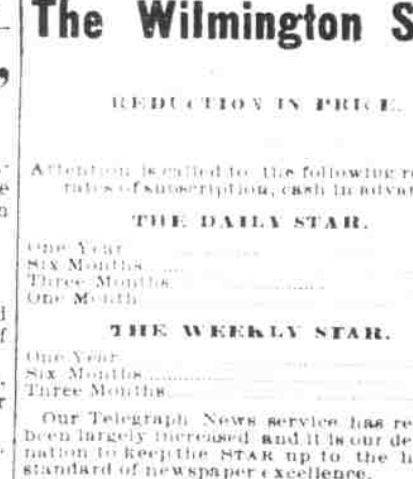 The Wilmington S
REDUCTION IN PRICE.
Attention is called to the following r
rates of subscription, cash in advan
THE DAILY STAR.
One Year
Six Months
Three Months
One Month
THE WEEKLY STAR.
One Year
Six Months
Three Months
Our Telegraph News service has re
been largely increased and it is our de
nation to keep the STAR up to the h
standard of newspaper excellence.